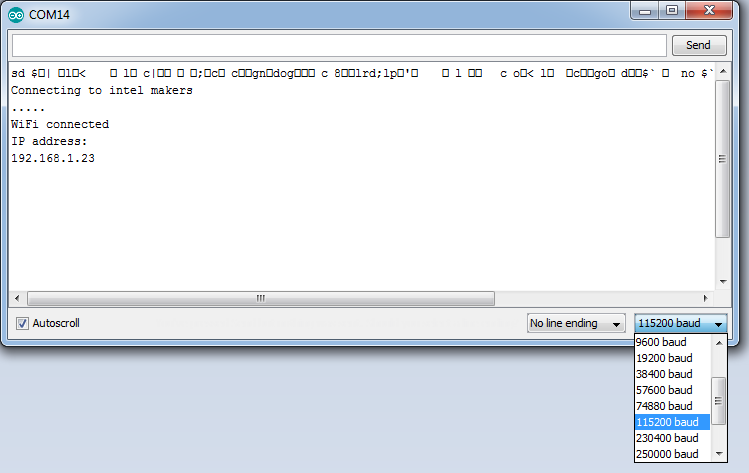 COM14
Send
sd $□| □l□< □ l□ c|□□ □ □;□c□ c□□gn□dog□□□ c 8□□lrd;lp□'□ □ l □□ c o□< l□ □c□□go□ d□□$` □ no $`
Connecting to intel makers
.....
WiFi connected
IP address:
192.168.1.23
Autoscroll
No line ending
115200 baud
9600 baud
19200 baud
38400 baud
57600 baud
74880 baud
115200 baud
230400 baud
250000 baud